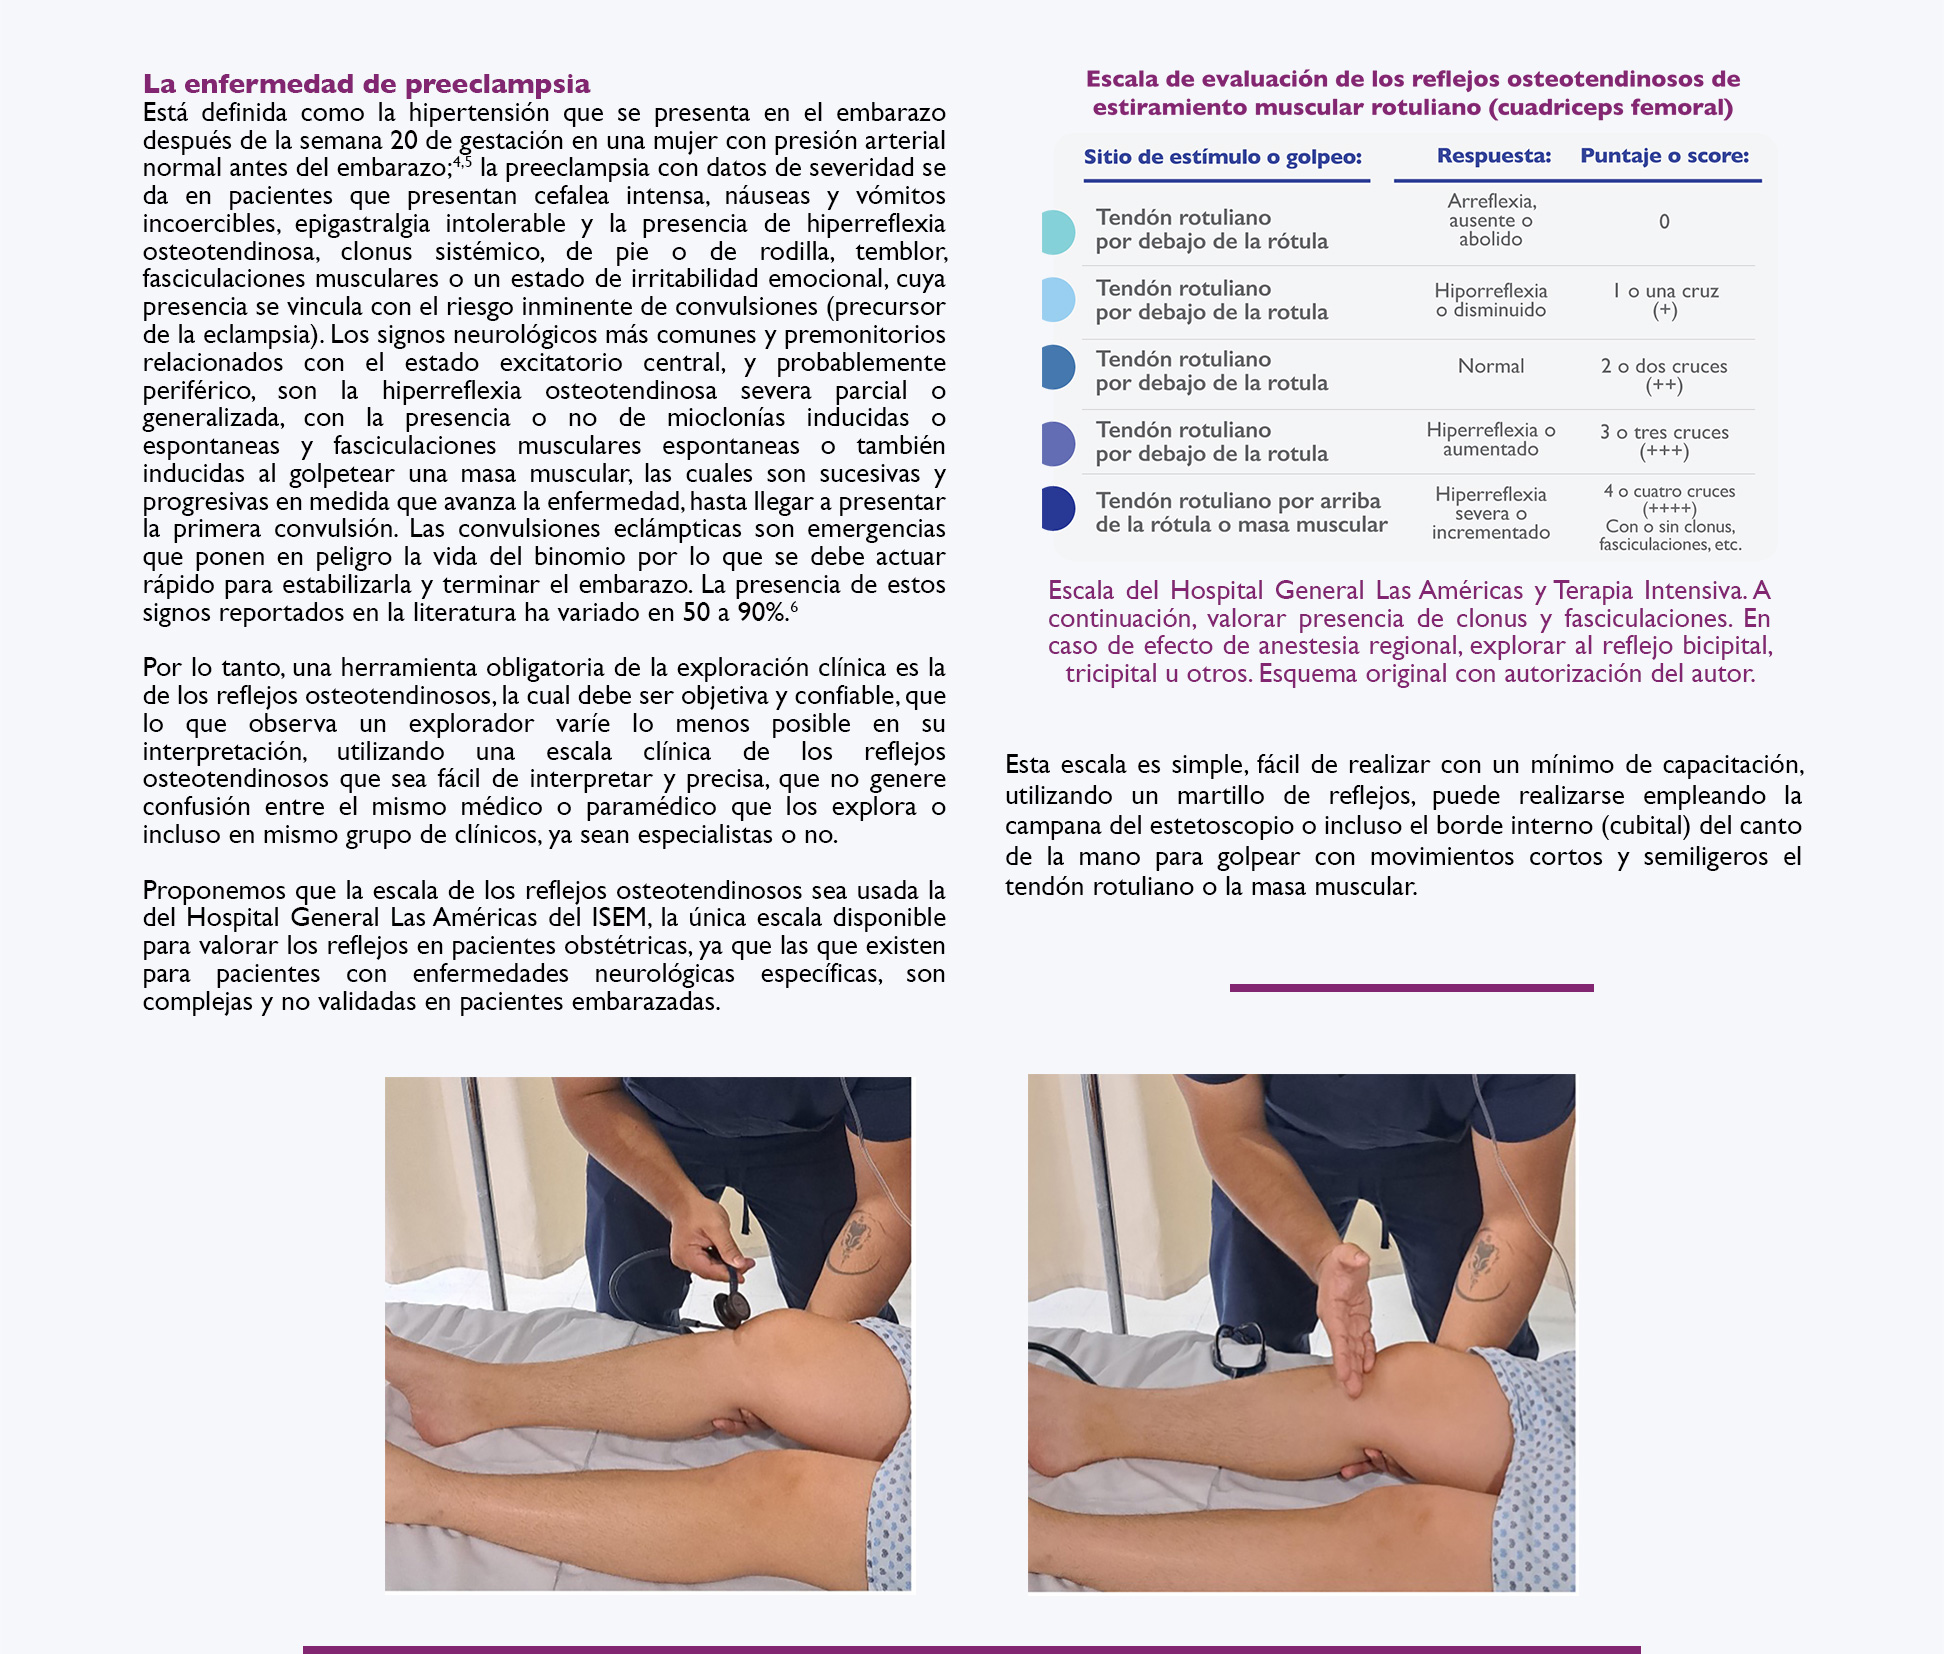 La enfermedad de preeclampsia
Está definida como la hipertensión que se presenta en el embarazo
después de la semana 20 de gestación en una mujer con presión arterial
normal antes del embarazo;4,5 la preeclampsia con datos de severidad se
da en pacientes que presentan cefalea intensa, náuseas y vómitos
incoercibles, epigastralgia intolerable y la presencia de hiperreflexia
osteotendinosa, clonus sistémico, de pie o de rodilla, temblor,
fasciculaciones musculares o un estado de irritabilidad emocional, cuya
presencia se vincula con el riesgo inminente de convulsiones (precursor
de la eclampsia). Los signos neurológicos más comunes y premonitorios
relacionados con el estado excitatorio central, y probablemente
periférico, son la hiperreflexia osteotendinosa severa parcial o
generalizada, con la presencia o no de mioclonías inducidas o
espontaneas y fasciculaciones musculares espontaneas o también
inducidas al golpetear una masa muscular, las cuales son sucesivas y
progresivas en medida que avanza la enfermedad, hasta llegar a presentar
la primera convulsión. Las convulsiones eclámpticas son emergencias
que ponen en peligro la vida del binomio por lo que se debe actuar
rápido para estabilizarla y terminar el embarazo. La presencia de estos
signos reportados en la literatura ha variado en 50 a 90%.6
Por lo tanto, una herramienta obligatoria de la exploración clínica es la
de los reflejos osteotendinosos, la cual debe ser objetiva y confiable, que
lo que observa un explorador varíe lo menos posible en su
interpretación, utilizando una escala clínica de los reflejos
osteotendinosos que sea fácil de interpretar y precisa, que no genere
confusión entre el mismo médico o paramédico que los explora o
incluso en mismo grupo de clínicos, ya sean especialistas o no.
Proponemos que la escala de los reflejos osteotendinosos sea usada la
del Hospital General Las Américas del ISEM, la única escala disponible
para valorar los reflejos en pacientes obstétricas, ya que las que existen
para pacientes con enfermedades neurológicas específicas, son
complejas y no validadas en pacientes embarazadas.
Escala de evaluación de los reflejos osteotendinosos de
estiramiento muscular rotuliano (cuadriceps femoral)
Sitio de estímulo o golpeo: Respuesta: Puntaje o score:
Tendón rotuliano
por debajo de la rótula
Arreflexia,
ausente o
abolido
0
Tendón rotuliano
por debajo de la rotula
Hiporreflexia
o disminuido
1 o una cruz
(+)
Tendón rotuliano
por debajo de la rotula
Normal
2 o dos cruces
(++)
Tendón rotuliano
por debajo de la rotula
Hiperreflexia o
aumentado
3 o tres cruces
(+++)
Tendón rotuliano por arriba
de la rótula o masa muscular
Hiperreflexia
severa o
incrementado
4 o cuatro cruces
(++++)
Con o sin clonus,
fasciculaciones, etc.
Escala del Hospital General Las Américas y Terapia Intensiva. A
continuación, valorar presencia de clonus y fasciculaciones. En
caso de efecto de anestesia regional, explorar al reflejo bicipital,
tricipital u otros. Esquema original con autorización del autor.
Esta escala es simple, fácil de realizar con un mínimo de capacitación,
utilizando un martillo de reflejos, puede realizarse empleando la
campana del estetoscopio o incluso el borde interno (cubital) del canto
de la mano para golpear con movimientos cortos y semiligeros el
tendón rotuliano o la masa muscular.